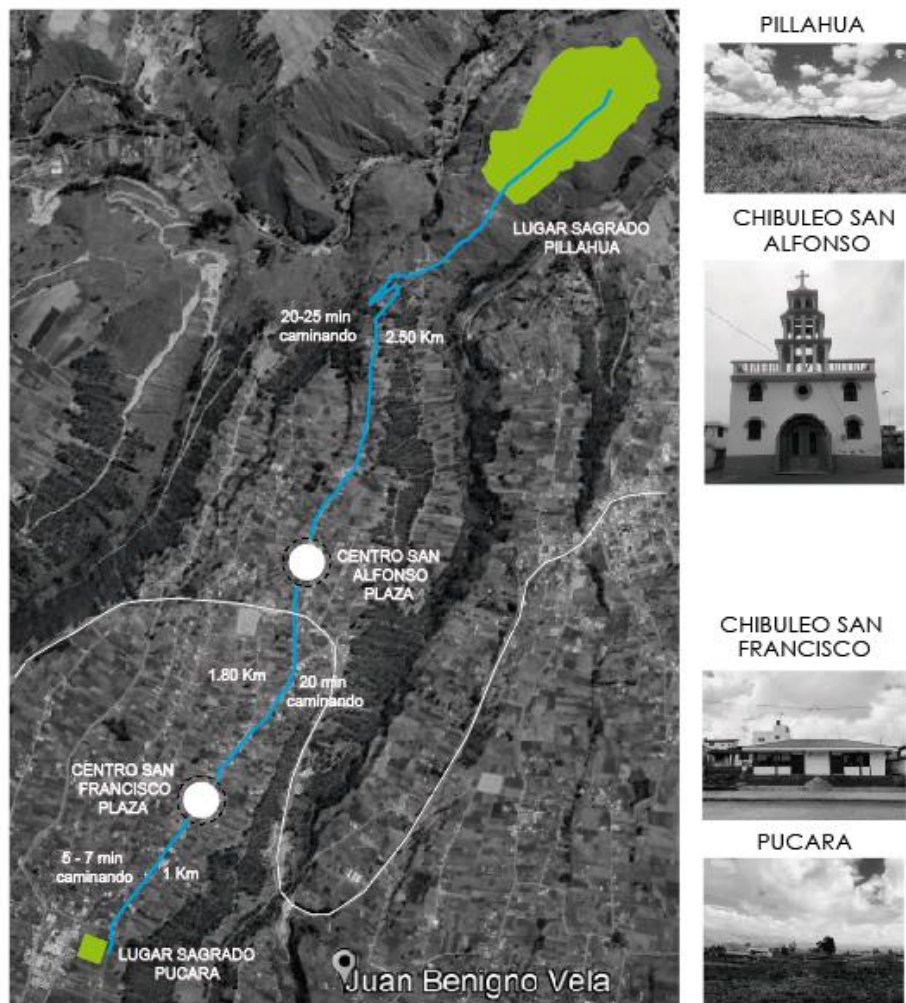 PILLAHUA
LUGAR SAGRADO
PILLAHUA
CHIBULEO SAN
ALFONSO
20-25 min
caminando
2.50 Km
CENTRO SAN
ALFONSO
PLAZA
1.80 Km
20 min
caminando
CHIBULEO SAN
FRANCISCO
CENTRO SAN
FRANCISCO
PLAZA
5 - 7 min
caminando
1 Km
PUCARA
LUGAR SAGRADO
PUCARA
Juan Benigno Vela